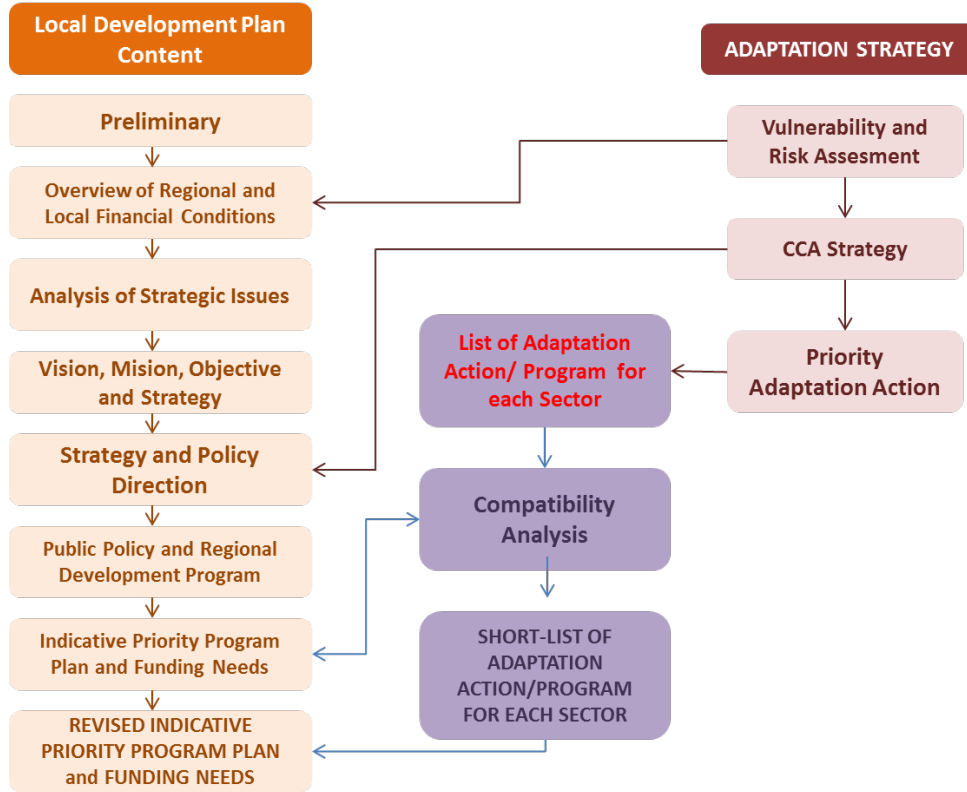 Local Development Plan
Content
Preliminary
Overview of Regional and
Local Financial Conditions
Analysis of Strategic Issues
Vision, Mision, Objective
and Strategy
Strategy and Policy
Direction
Public Policy and Regional
Development Program
Indicative Priority Program
Plan and Funding Needs
REVISED INDICATIVE
PRIORITY PROGRAM PLAN
and FUNDING NEEDS
List of Adaptation
Action/ Program for
each Sector
Compatibility
Analysis
SHORT-LIST OF
ADAPTATION
ACTION/PROGRAM
FOR EACH SECTOR
ADAPTATION STRATEGY
Vulnerability and
Risk Assesment
CCA Strategy
Priority
Adaptation Action